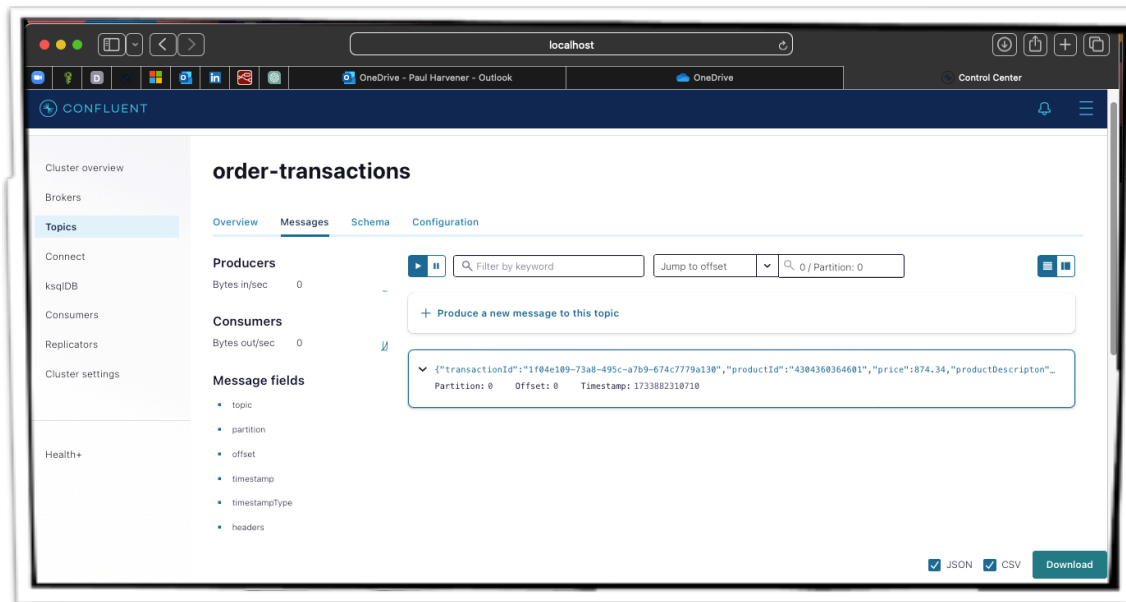 localhost
OneDrive - Paul Harvener - Outlook
OneDrive
Control Center
CONFLUENT
Cluster overview
Brokers
Topics
Connect
ksqlDB
Consumers
Replicators
Cluster settings
Health+
order-transactions
Overview Messages Schema Configuration
Producers
Bytes in/sec 0
Consumers
Bytes out/sec 0
Message fields
topic
partition
offset
timestamp
timestampType
headers
Filter by keyword
Jump to offset
0 / Partition: 0
+ Produce a new message to this topic
{"transactionId":"1f04e109-73a8-495c-a7b9-674c7779a130","productId":"4304360364601","price":874.34,"productDescripton"…
Partition: 0 Offset: 0 Timestamp: 1733882310710
JSON CSV Download